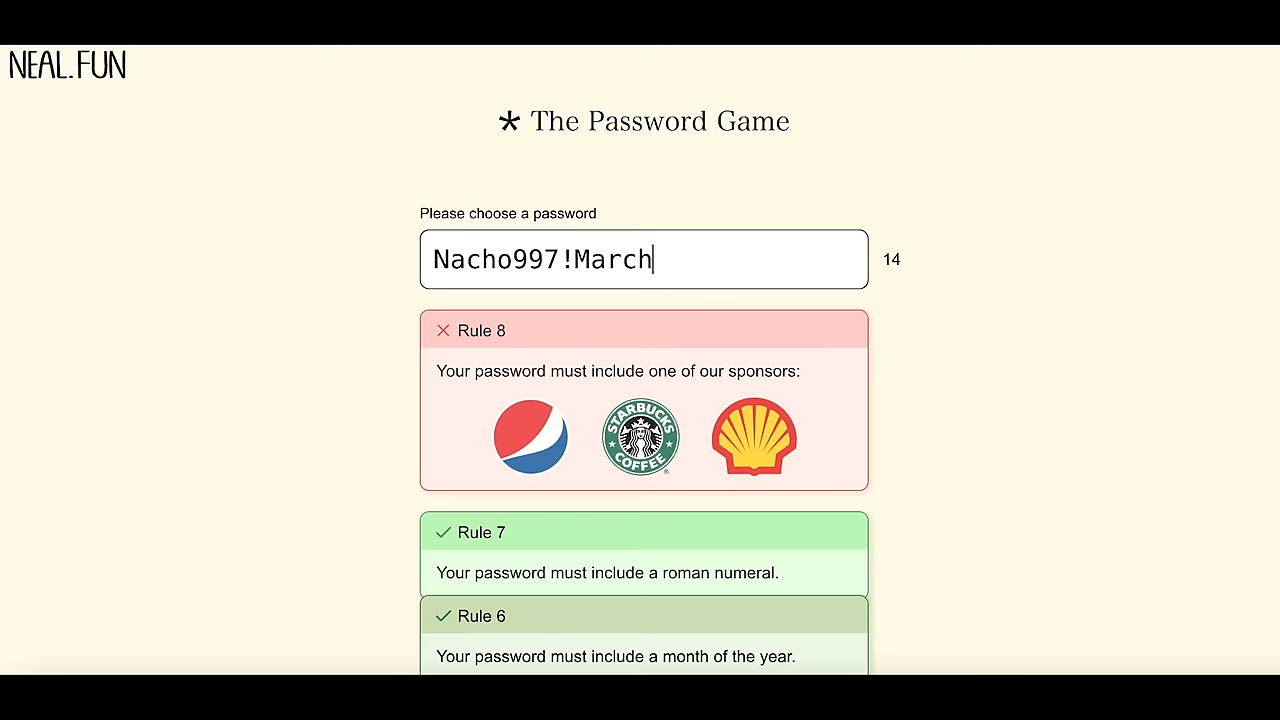 NEAL.FUN
* The Password Game
Please choose a password
Nacho997!March
14
Rule 8
Your password must include one of our sponsors:
STARBUCKS
COFFEE
Rule 7
Your password must include a roman numeral.
Rule 6
Your password must include a month of the year.